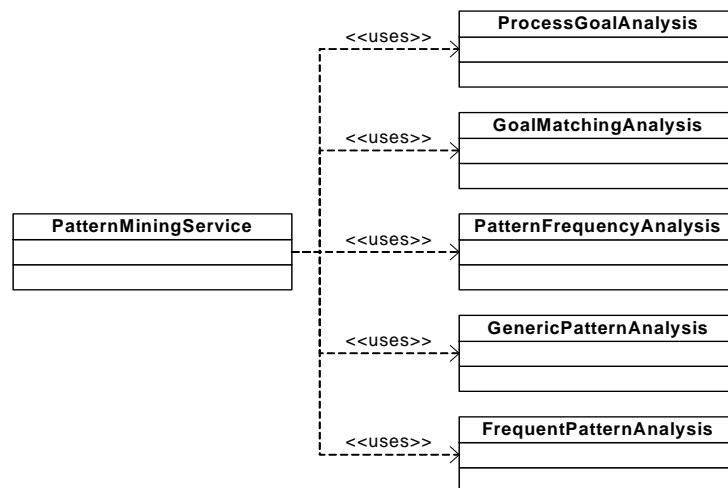 <<uses>>
ProcessGoalAnalysis
<<uses>>
GoalMatchingAnalysis
PatternMiningService
<<uses>>
PatternFrequencyAnalysis
<<uses>>
GenericPatternAnalysis
<<uses>>
FrequentPatternAnalysis